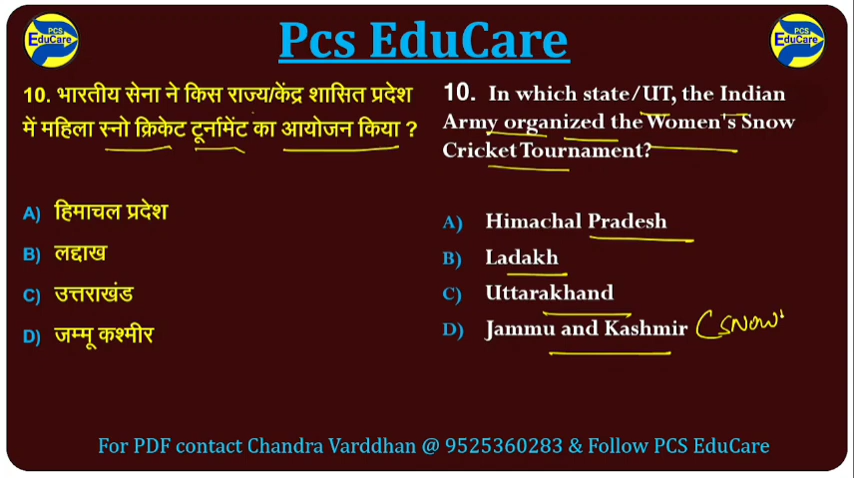 PCS
EduCare
Pcs EduCare
PCS
EduCare
10. भारतीय सेना ने किस राज्य/केंद्र शासित प्रदेश
में महिला स्नो क्रिकेट टूर्नामेंट का आयोजन किया ?
A) हिमाचल प्रदेश
B) लद्दाख
C) उत्तराखंड
D) जम्मू कश्मीर
10. In which state/UT, the Indian
Army organized the Women's Snow
Cricket Tournament?
A) Himachal Pradesh
B) Ladakh
C) Uttarakhand
D) Jammu and Kashmir (snow
For PDF contact Chandra Varddhan @ 9525360283 & Follow PCS EduCare